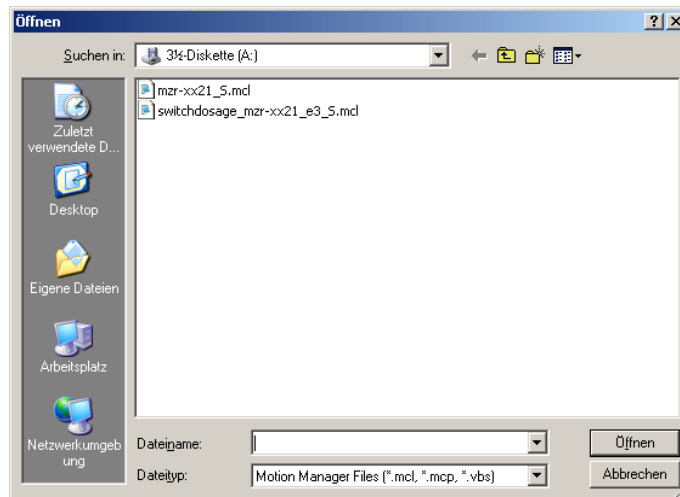 Öffnen
Suchen in:
3½-Diskette (A:)
mzr-xx21_S.mcl
switchdosage_mzr-xx21_e3_S.mcl
Zuletzt
verwendete D...
Desktop
Eigene Dateien
Arbeitsplatz
Netzwerkumgeb
ung
Dateiname:
Öffnen
Dateityp:
Motion Manager Files (*.mcl, *.mcp, *.vbs)
Abbrechen